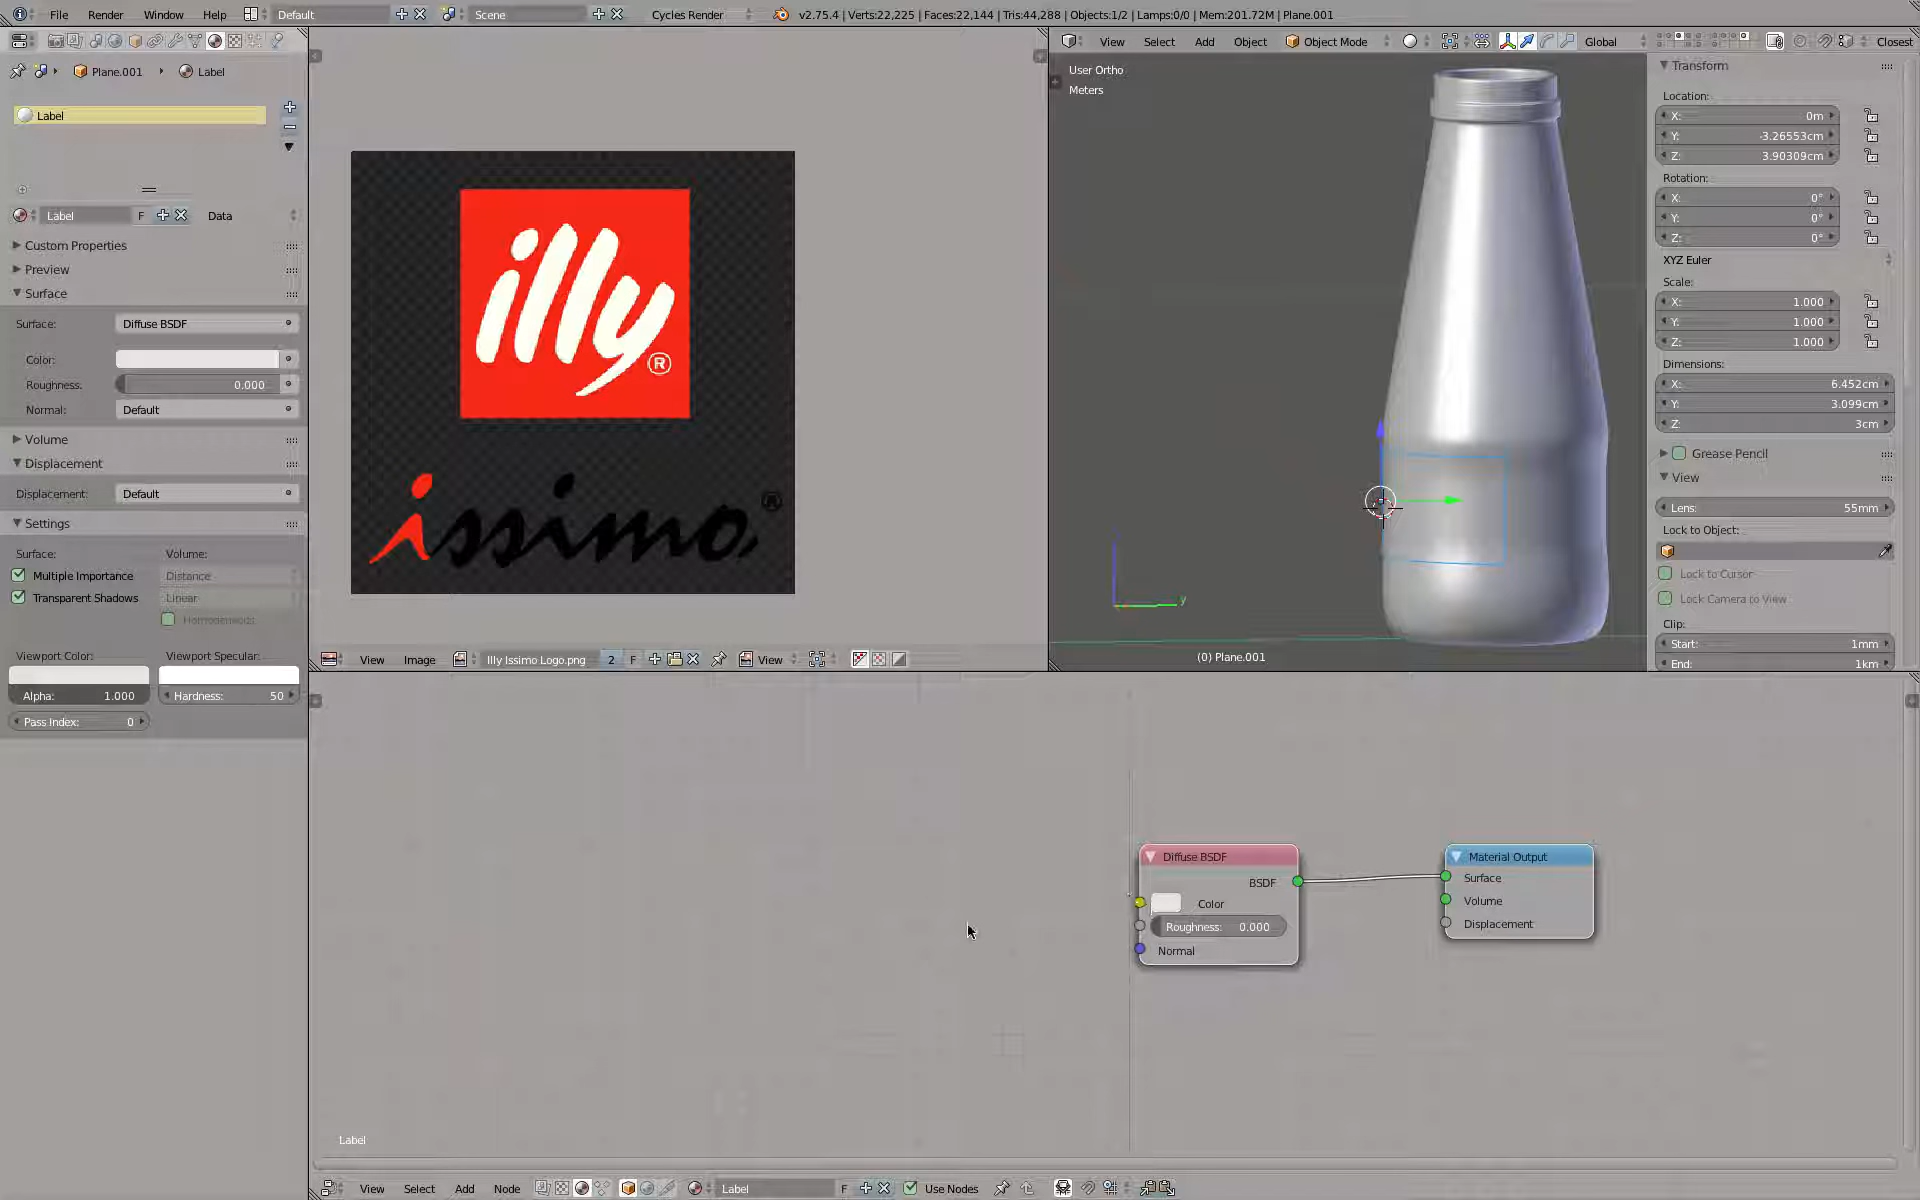 File Render Window Help Default Scene Cycles Render v2.75.4 | Verts:22,225 | Faces:22,144 | Tris:44,288 | Objects:1/2 | Lamps:0/0 | Mem:201.72M | Plane.001
View Select Add Object Object Mode Global Closest
Plane.001 Label
Label
Label F Data
Custom Properties
Preview
Surface
Surface: Diffuse BSDF
Color:
Roughness: 0.000
Normal: Default
Volume
Displacement
Displacement: Default
Settings
Surface: Volume:
Multiple Importance Distance
Transparent Shadows Linear
Homogeneous
Viewport Color: Viewport Specular:
Alpha: 1.000 Hardness: 50
Pass Index: 0
illy ®
issimo
View Image Illy Issimo Logo.png 2 F View
User Ortho
Meters
y
(0) Plane.001
Transform
Location:
X: 0m
Y: -3.26553cm
Z: 3.90309cm
Rotation:
X: 0°
Y: 0°
Z: 0°
XYZ Euler
Scale:
X: 1.000
Y: 1.000
Z: 1.000
Dimensions:
X: 6.452cm
Y: 3.099cm
Z: 3cm
Grease Pencil
View
Lens: 55mm
Lock to Object:
Lock to Cursor
Lock Camera to View
Clip:
Start: 1mm
End: 1km
Diffuse BSDF
BSDF
Color
Roughness: 0.000
Normal
Material Output
Surface
Volume
Displacement
Label
View Select Add Node Label F Use Nodes